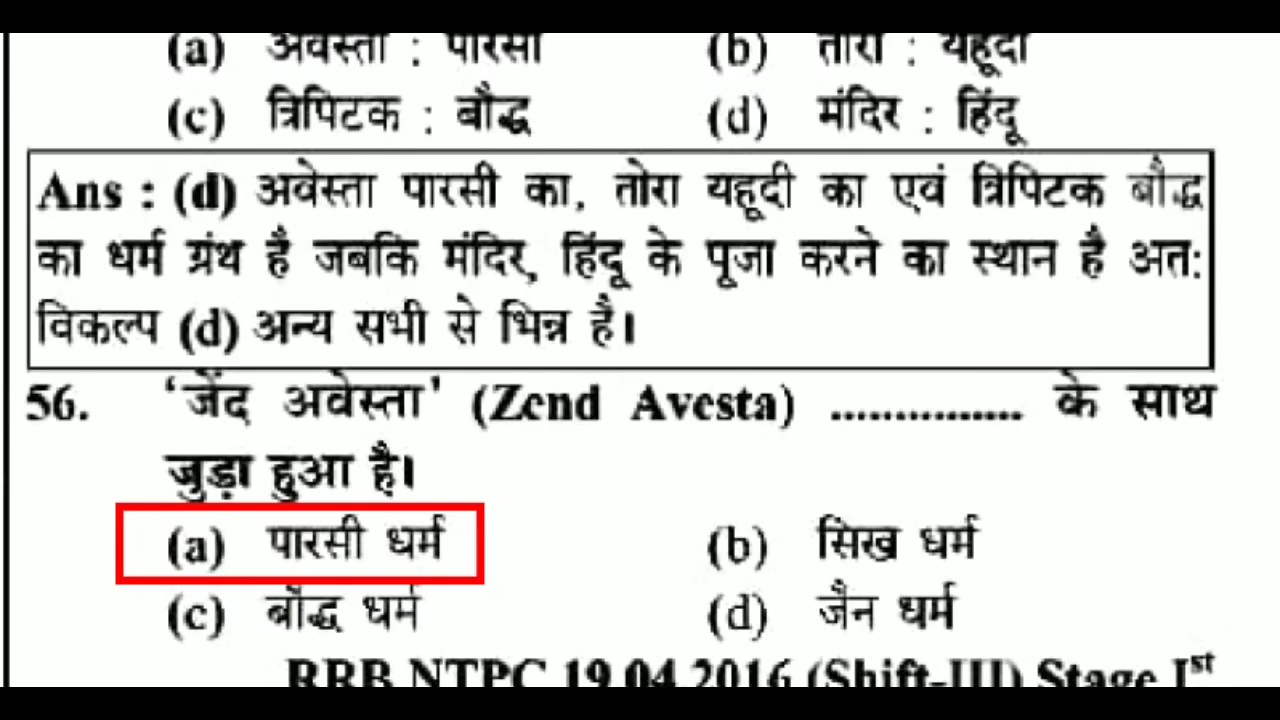 (a) अवेस्ता : पारसी (b) तोरा : यहूदी
(c) त्रिपिटक : बौद्ध (d) मंदिर : हिंदू
Ans : (d) अवेस्ता पारसी का, तोरा यहूदी का एवं त्रिपिटक बौद्ध
का धर्म ग्रंथ है जबकि मंदिर, हिंदू के पूजा करने का स्थान है अत:
विकल्प (d) अन्य सभी से भिन्न है।
56. 'जेंद अवेस्ता' (Zend Avesta) ............... के साथ
जुड़ा हुआ है।
(a) पारसी धर्म (b) सिख धर्म
(c) बौद्ध धर्म (d) जैन धर्म
RRB NTPC 19.04.2016 (Shift-III) Stage Ist